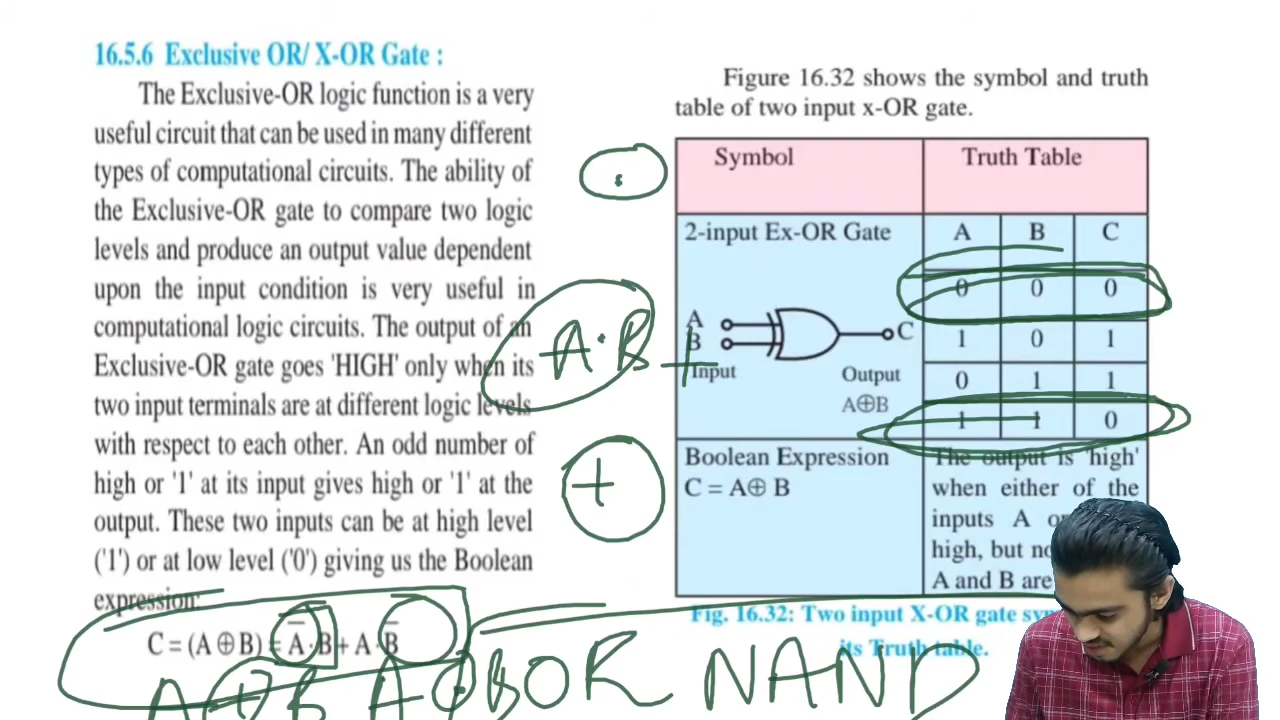 16.5.6 Exclusive OR/ X-OR Gate :
The Exclusive-OR logic function is a very
useful circuit that can be used in many different
types of computational circuits. The ability of
the Exclusive-OR gate to compare two logic
levels and produce an output value dependent
upon the input condition is very useful in
computational logic circuits. The output of an
Exclusive-OR gate goes 'HIGH' only when its
two input terminals are at different logic levels
with respect to each other. An odd number of
high or '1' at its input gives high or '1' at the
output. These two inputs can be at high level
('1') or at low level ('0') giving us the Boolean
expression:
C = (A ⊕ B) = A̅ · B + A · B̅
·
A·B+
+
A⊕B A⊙B OR NAND
Figure 16.32 shows the symbol and truth
table of two input x-OR gate.
Symbol Truth Table
2-input Ex-OR Gate A B C
0 0 0
1 0 1
0 1 1
1 1 0
A
B
C
Input Output
A⊕B
Boolean Expression
C = A⊕ B
The output is 'high'
when either of the
inputs A
high, but
A and B are
Fig. 16.32: Two input X-OR gate
its Truth table.